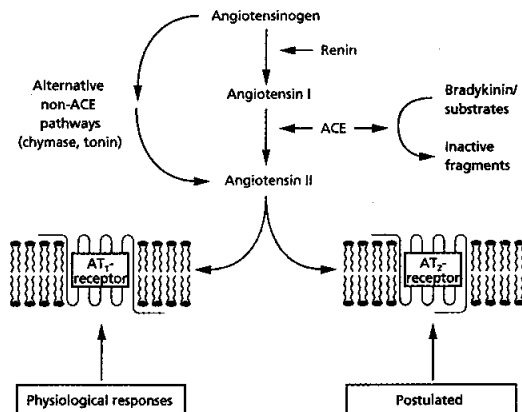 Angiotensinogen
Renin
Alternative
non-ACE
pathways
(chymase, tonin)
Angiotensin I
Bradykinin/
substrates
ACE
Inactive
fragments
Angiotensin II
AT1-
receptor
AT2-
receptor
Physiological responses
Postulated